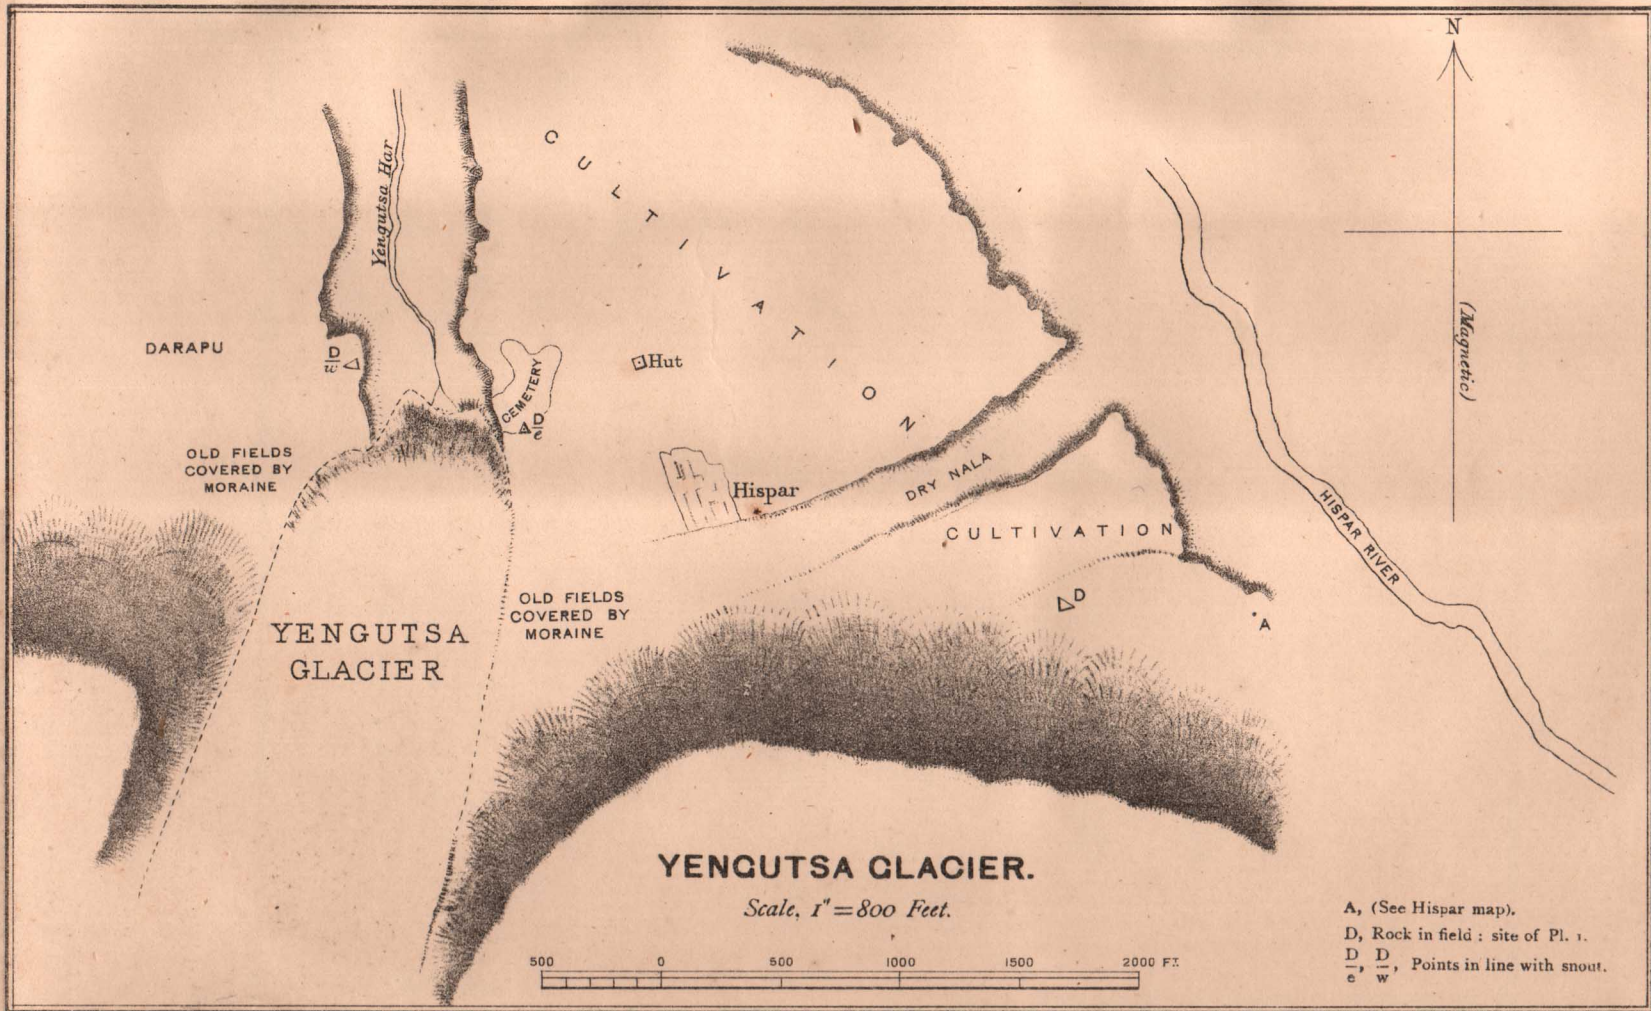 N
CULTIVATION
Yengutsa Har
(Magnetic)
DARAPU
D
w
Hut
CEMETERY
D
e
OLD FIELDS
COVERED BY
MORAINE
Hispar
DRY NALA
CULTIVATION
HISPAR RIVER
OLD FIELDS
COVERED BY
MORAINE
D
A
YENGUTSA
GLACIER
YENGUTSA GLACIER.
Scale, 1"=800 Feet.
500 0 500 1000 1500 2000 FT
A, (See Hispar map).
D, Rock in field : site of Pl. 1.
D/e, D/w, Points in line with snout.